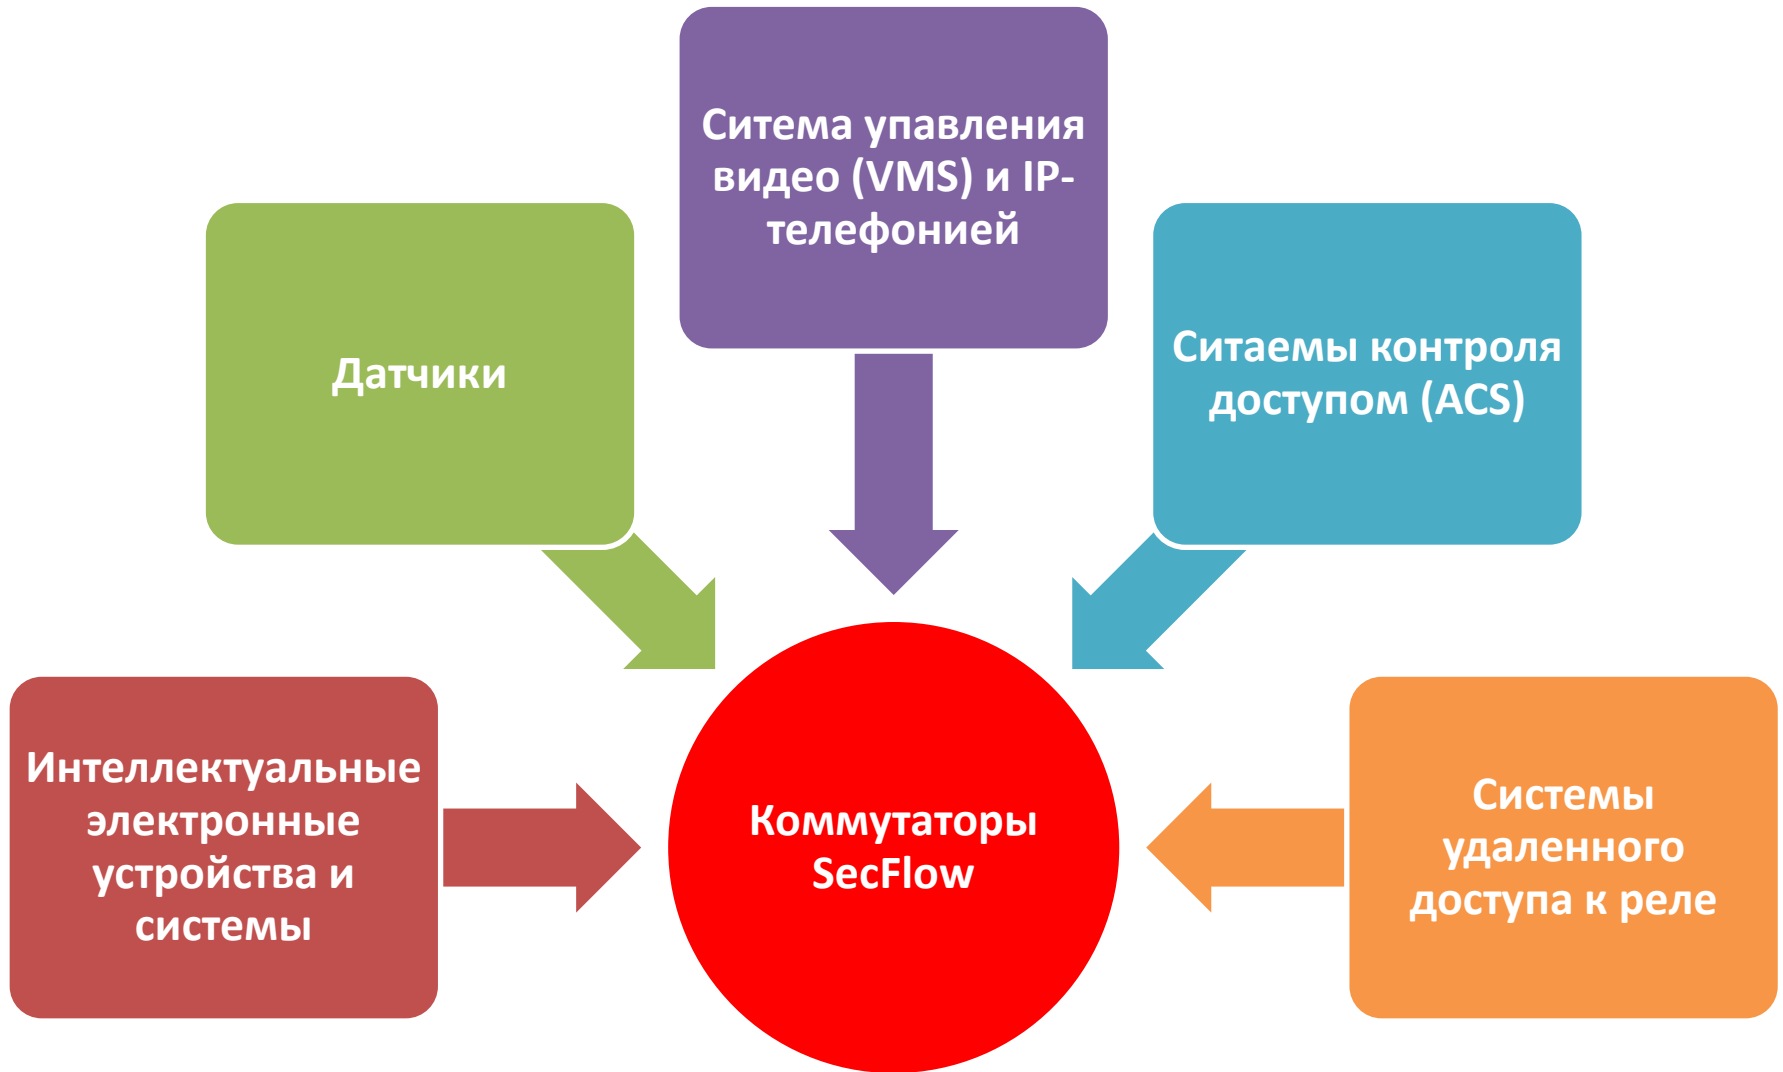 Ситема упавления
видео (VMS) и IP-
телефонией
Датчики
Ситаемы контроля
доступом (ACS)
Интеллектуальные
электронные
устройства и
системы
Коммутаторы
SecFlow
Системы
удаленного
доступа к реле